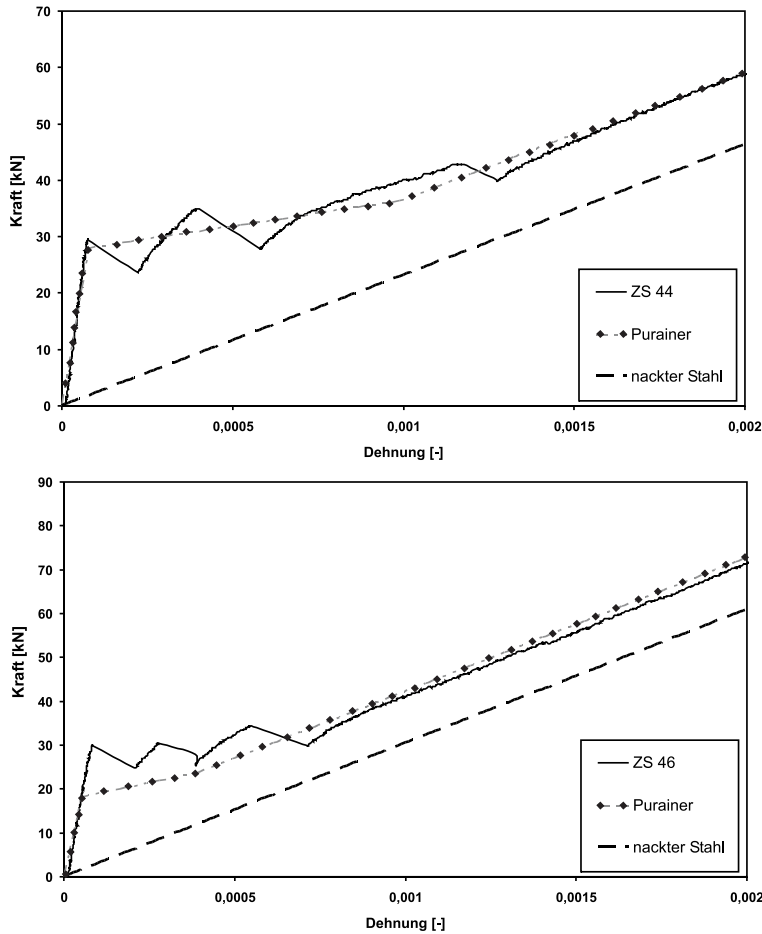 70
60
50
40
30
20
10
0
Kraft [kN]
0
0,0005
0,001
0,0015
0,002
Dehnung [-]
ZS 44
Purainer
nackter Stahl
90
80
70
60
50
40
30
20
10
0
Kraft [kN]
0
0,0005
0,001
0,0015
0,002
Dehnung [-]
ZS 46
Purainer
nackter Stahl